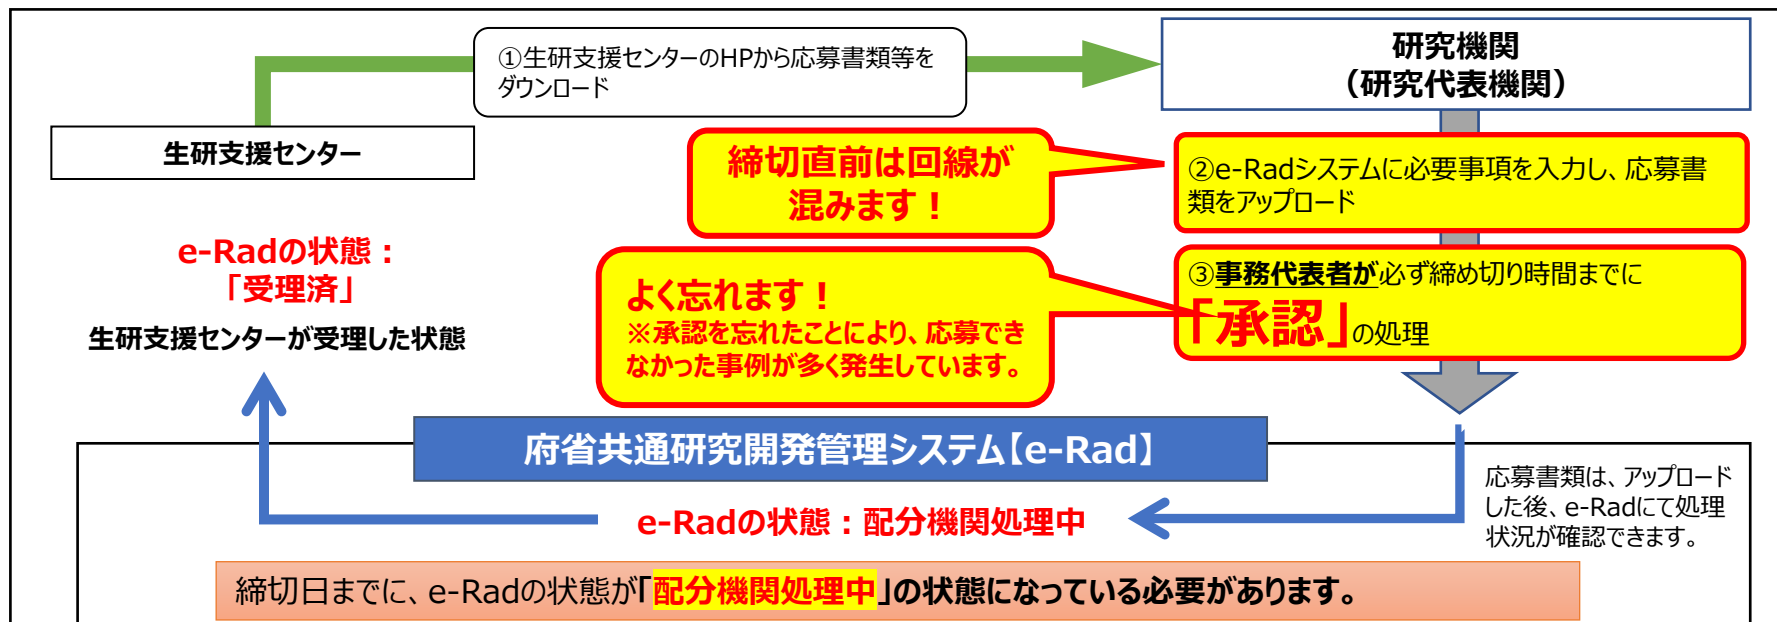 ①生研支援センターのHPから応募書類等を
ダウンロード
研究機関
（研究代表機関）
生研支援センター
締切直前は回線が
混みます！
②e-Radシステムに必要事項を入力し、応募書
類をアップロード
e-Radの状態：
「受理済」
生研支援センターが受理した状態
よく忘れます！
※承認を忘れたことにより、応募でき
なかった事例が多く発生しています。
③事務代表者が必ず締め切り時間までに
「承認」の処理
府省共通研究開発管理システム【e-Rad】
e-Radの状態：配分機関処理中
応募書類は、アップロード
した後、e-Radにて処理
状況が確認できます。
締切日までに、e-Radの状態が「配分機関処理中」の状態になっている必要があります。